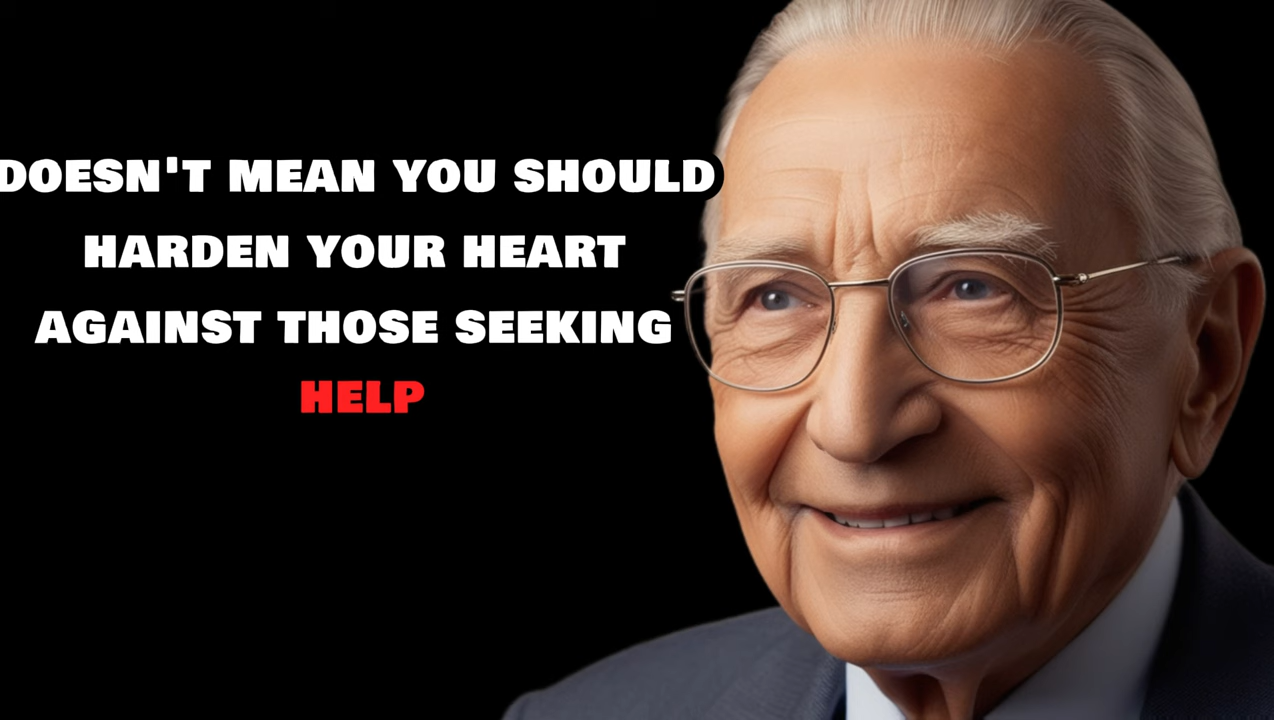 DOESN'T MEAN YOU SHOULD
HARDEN YOUR HEART
AGAINST THOSE SEEKING
HELP